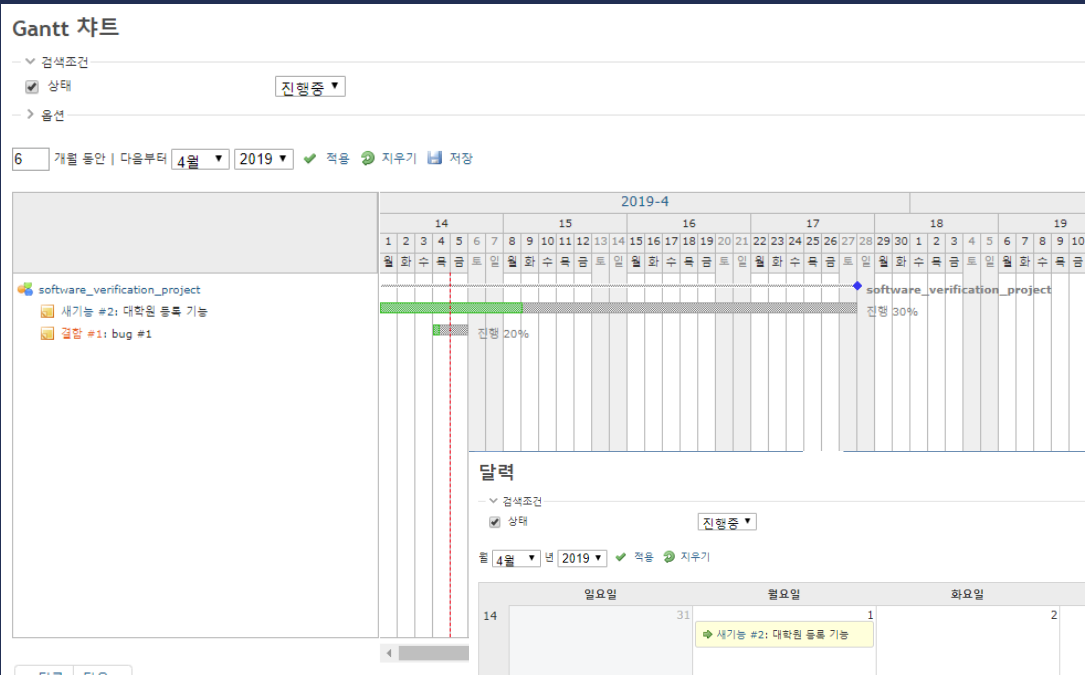 Gantt 챠트
검색조건
상태 진행중
옵션
6 개월 동안 | 다음부터 4월 2019 적용 지우기 저장
2019-4
14 15 16 17 18 19
1 2 3 4 5 6 7 8 9 10 11 12 13 14 15 16 17 18 19 20 21 22 23 24 25 26 27 28 29 30 1 2 3 4 5 6 7 8 9 10
월 화 수 목 금 토 일 월 화 수 목 금 토 일 월 화 수 목 금 토 일 월 화 수 목 금 토 일 월 화 수 목 금 토 일 월 화 수 목 금
software_verification_project software_verification_project
새기능 #2: 대학원 등록 기능 진행 30%
결함 #1: bug #1 진행 20%
달력
검색조건
상태 진행중
월 4월 년 2019 적용 지우기
일요일 월요일 화요일
14 31 1 2
새기능 #2: 대학원 등록 기능